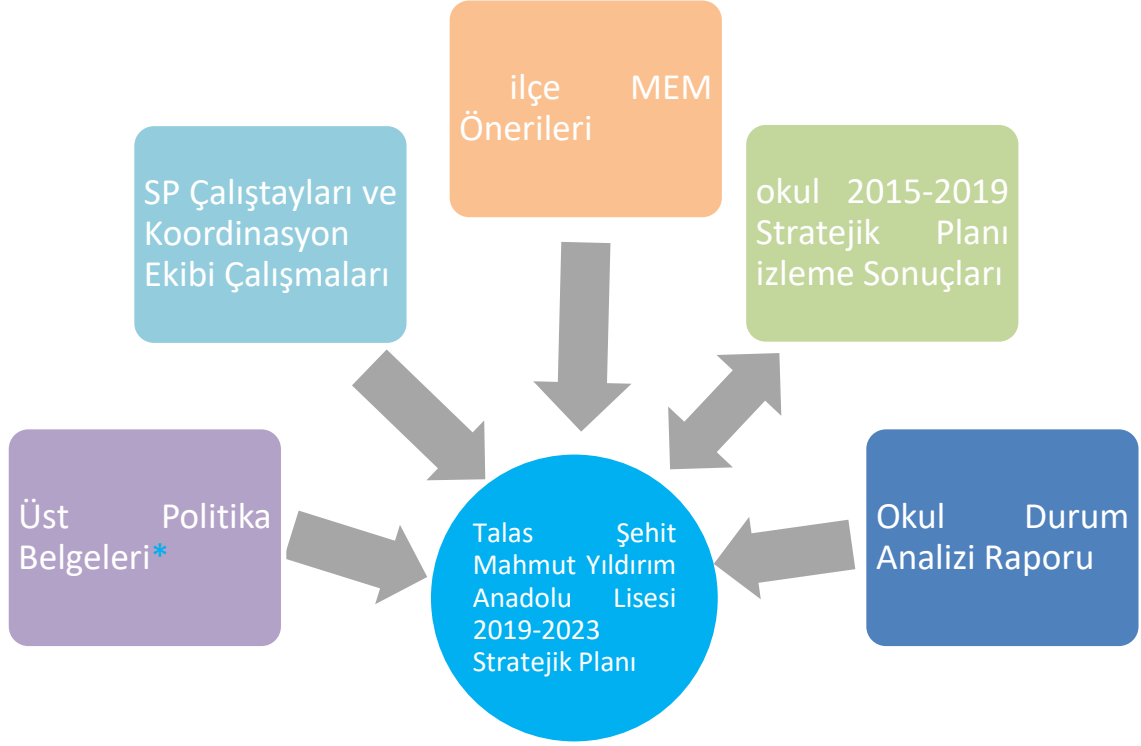 ilçe MEM
Önerileri
SP Çalıştayları ve
Koordinasyon
Ekibi Çalışmaları
okul 2015-2019
Stratejik Planı
izleme Sonuçları
Üst Politika
Belgeleri*
Talas Şehit
Mahmut Yıldırım
Anadolu Lisesi
2019-2023
Stratejik Planı
Okul Durum
Analizi Raporu